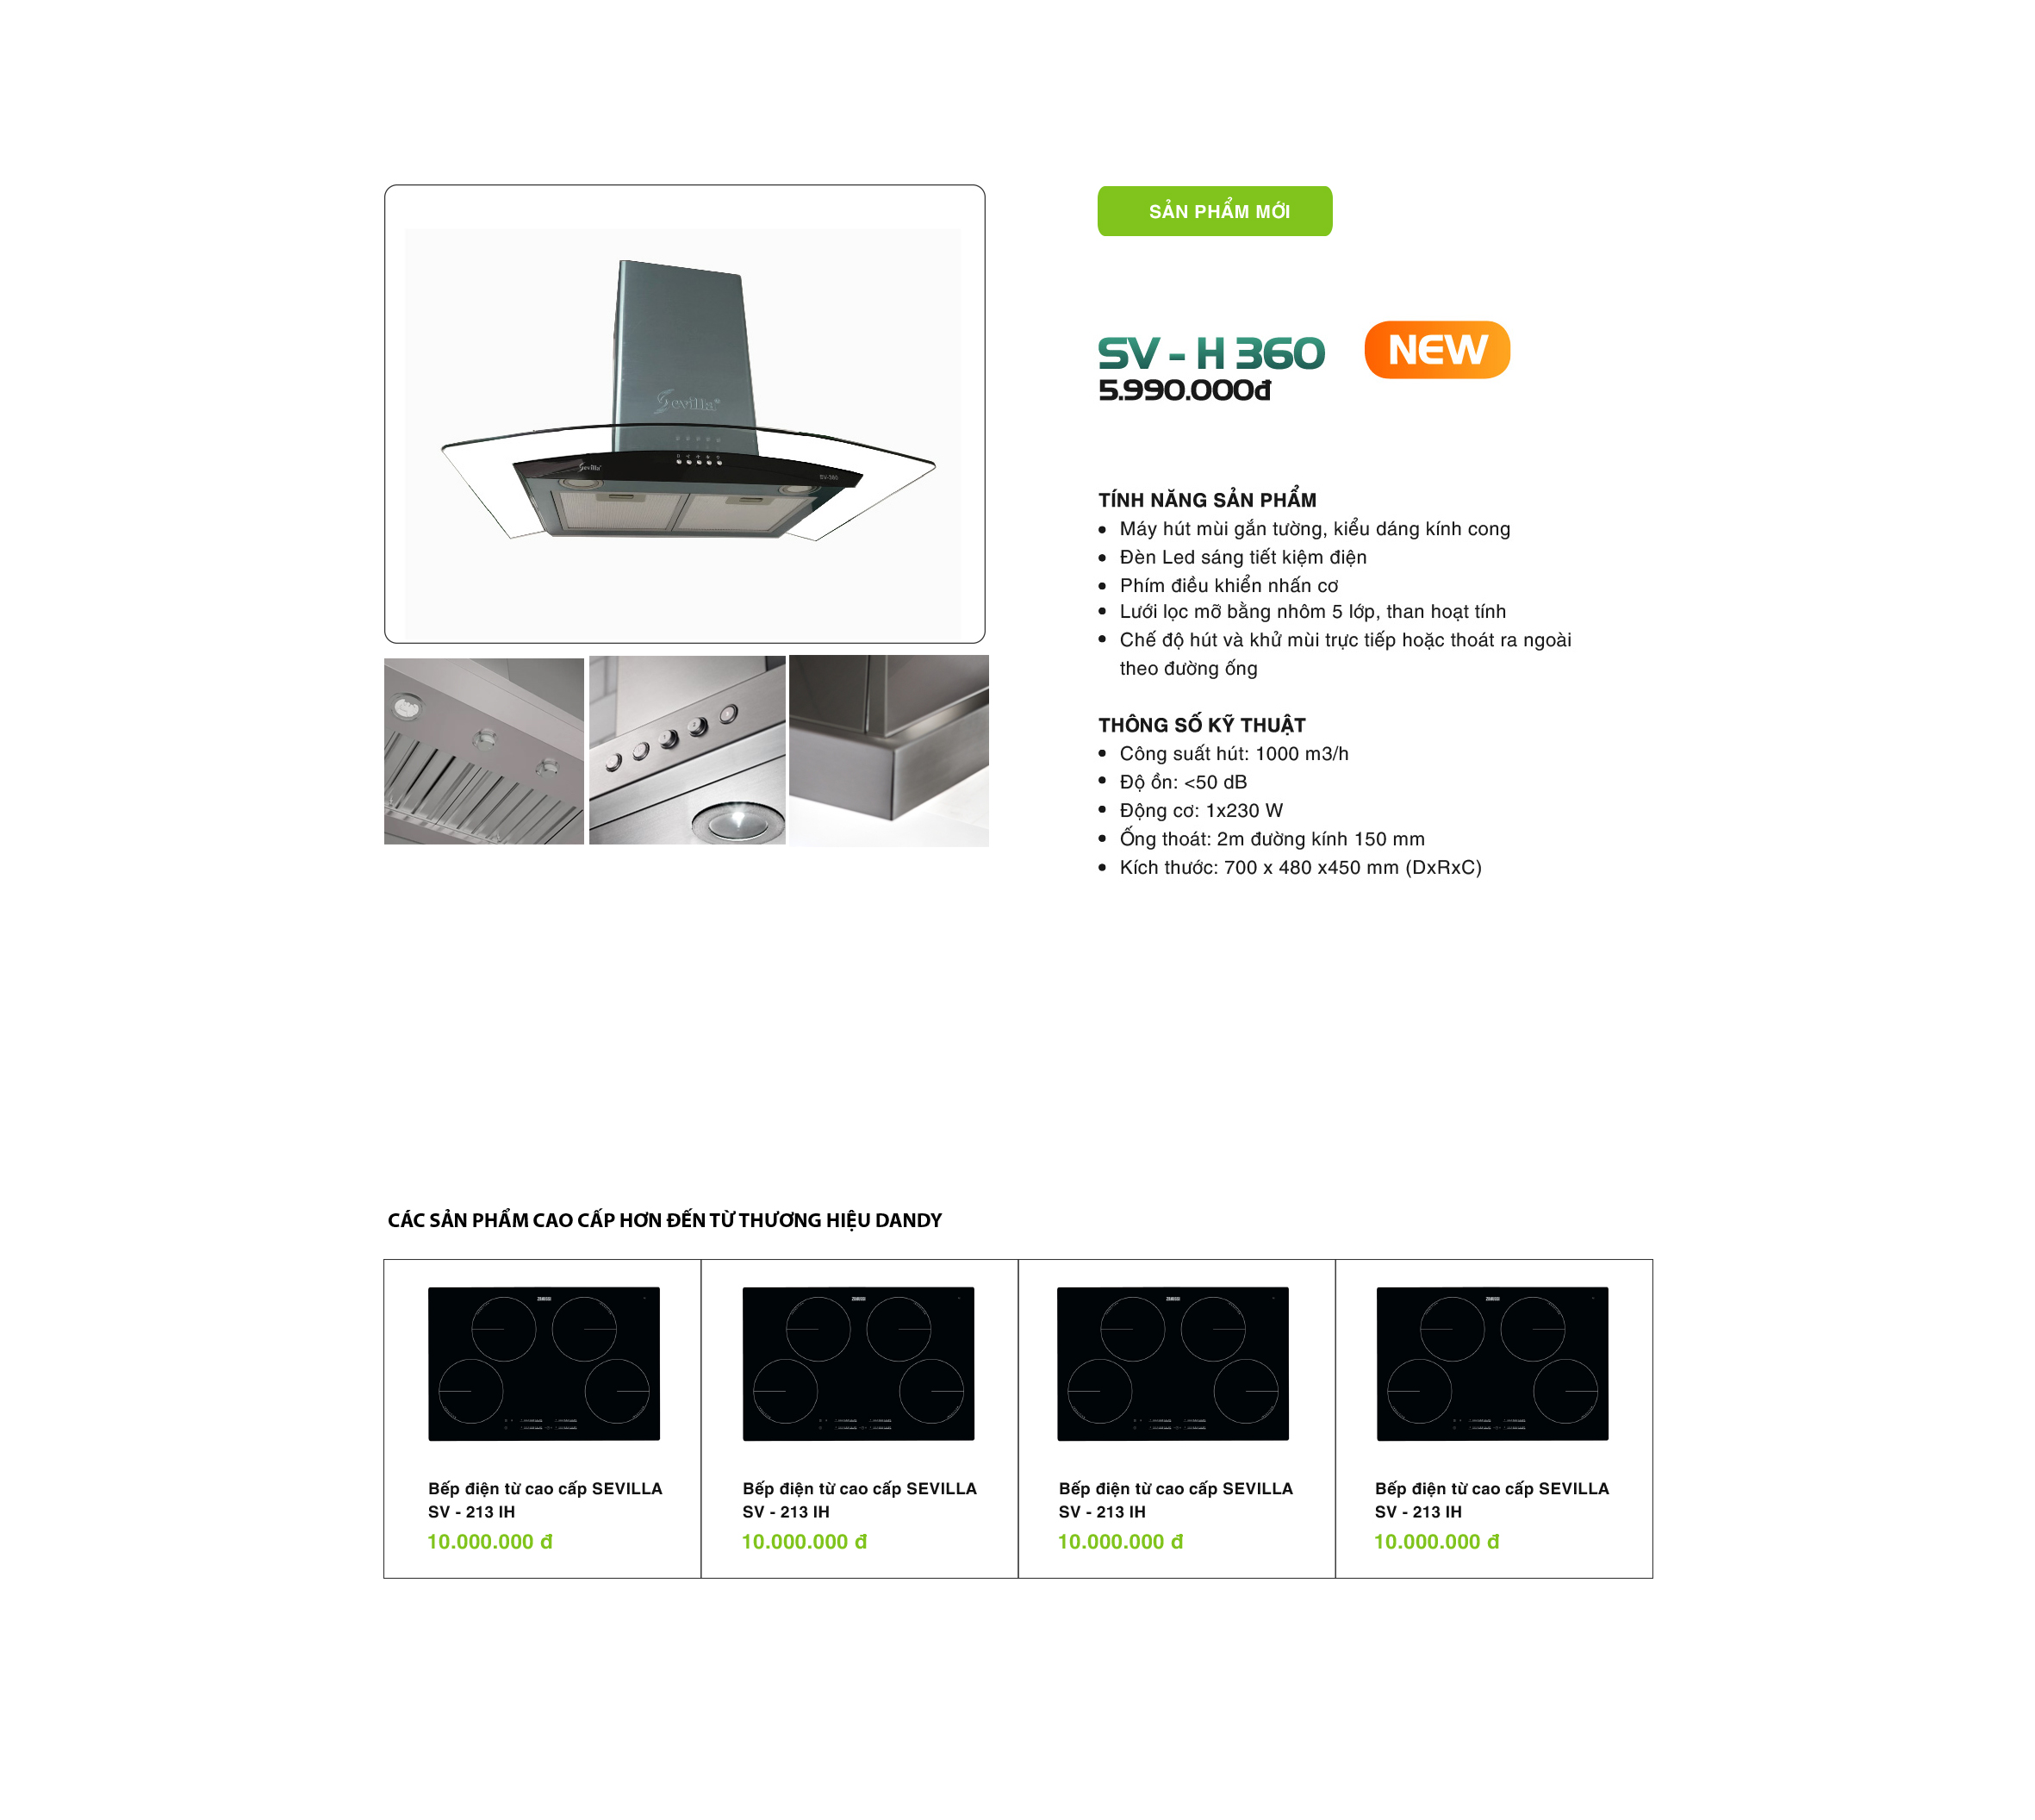 SẢN PHẨM MỚI
SV - H 360
NEW
5.990.000đ
Sevilla
Sevilla
SV-360
TÍNH NĂNG SẢN PHẨM
Máy hút mùi gắn tường, kiểu dáng kính cong
Đèn Led sáng tiết kiệm điện
Phím điều khiển nhấn cơ
Lưới lọc mỡ bằng nhôm 5 lớp, than hoạt tính
Chế độ hút và khử mùi trực tiếp hoặc thoát ra ngoài
theo đường ống
THÔNG SỐ KỸ THUẬT
Công suất hút: 1000 m3/h
Độ ồn: <50 dB
Động cơ: 1x230 W
Ống thoát: 2m đường kính 150 mm
Kích thước: 700 x 480 x450 mm (DxRxC)
CÁC SẢN PHẨM CAO CẤP HƠN ĐẾN TỪ THƯƠNG HIỆU DANDY
Bếp điện từ cao cấp SEVILLA
SV - 213 IH
10.000.000 đ
Bếp điện từ cao cấp SEVILLA
SV - 213 IH
10.000.000 đ
Bếp điện từ cao cấp SEVILLA
SV - 213 IH
10.000.000 đ
Bếp điện từ cao cấp SEVILLA
SV - 213 IH
10.000.000 đ